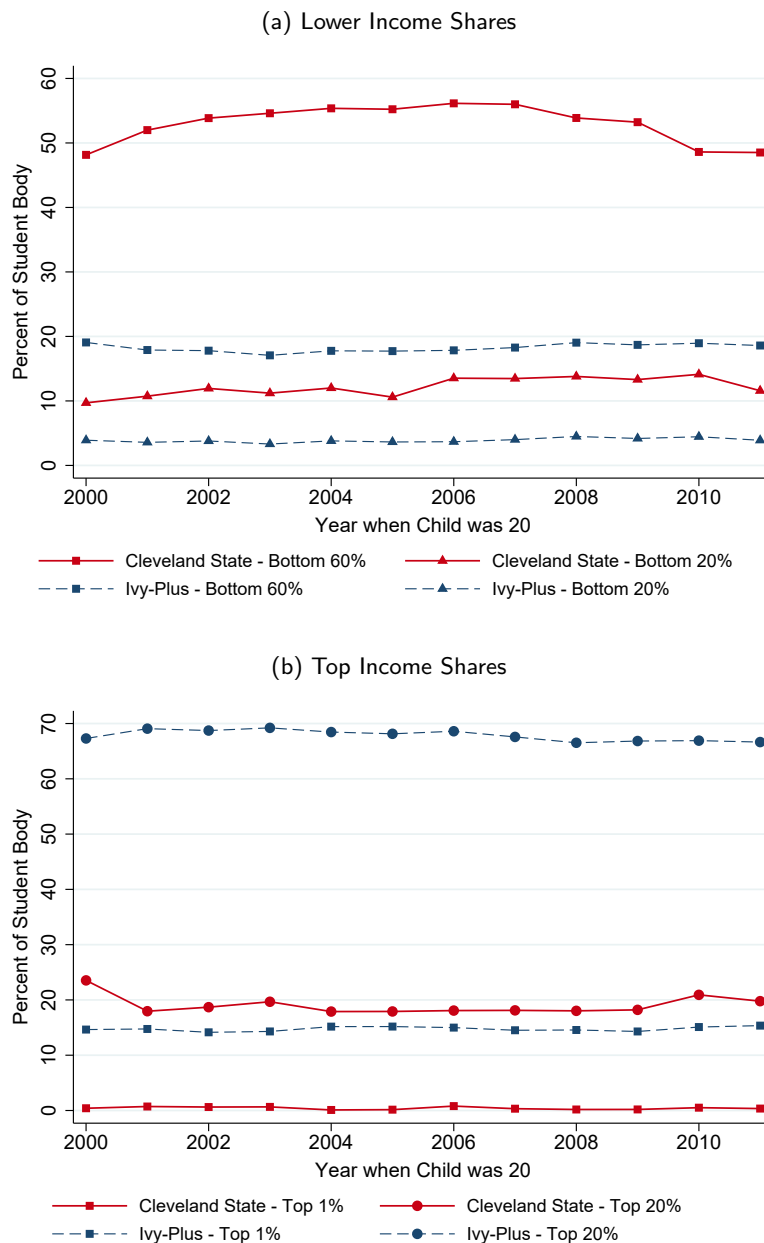 (a) Lower Income Shares
Percent of Student Body
60
50
40
30
20
10
0
2000 2002 2004 2006 2008 2010
Year when Child was 20
Cleveland State - Bottom 60% Cleveland State - Bottom 20%
Ivy-Plus - Bottom 60% Ivy-Plus - Bottom 20%
(b) Top Income Shares
Percent of Student Body
70
60
50
40
30
20
10
0
2000 2002 2004 2006 2008 2010
Year when Child was 20
Cleveland State - Top 1% Cleveland State - Top 20%
Ivy-Plus - Top 1% Ivy-Plus - Top 20%